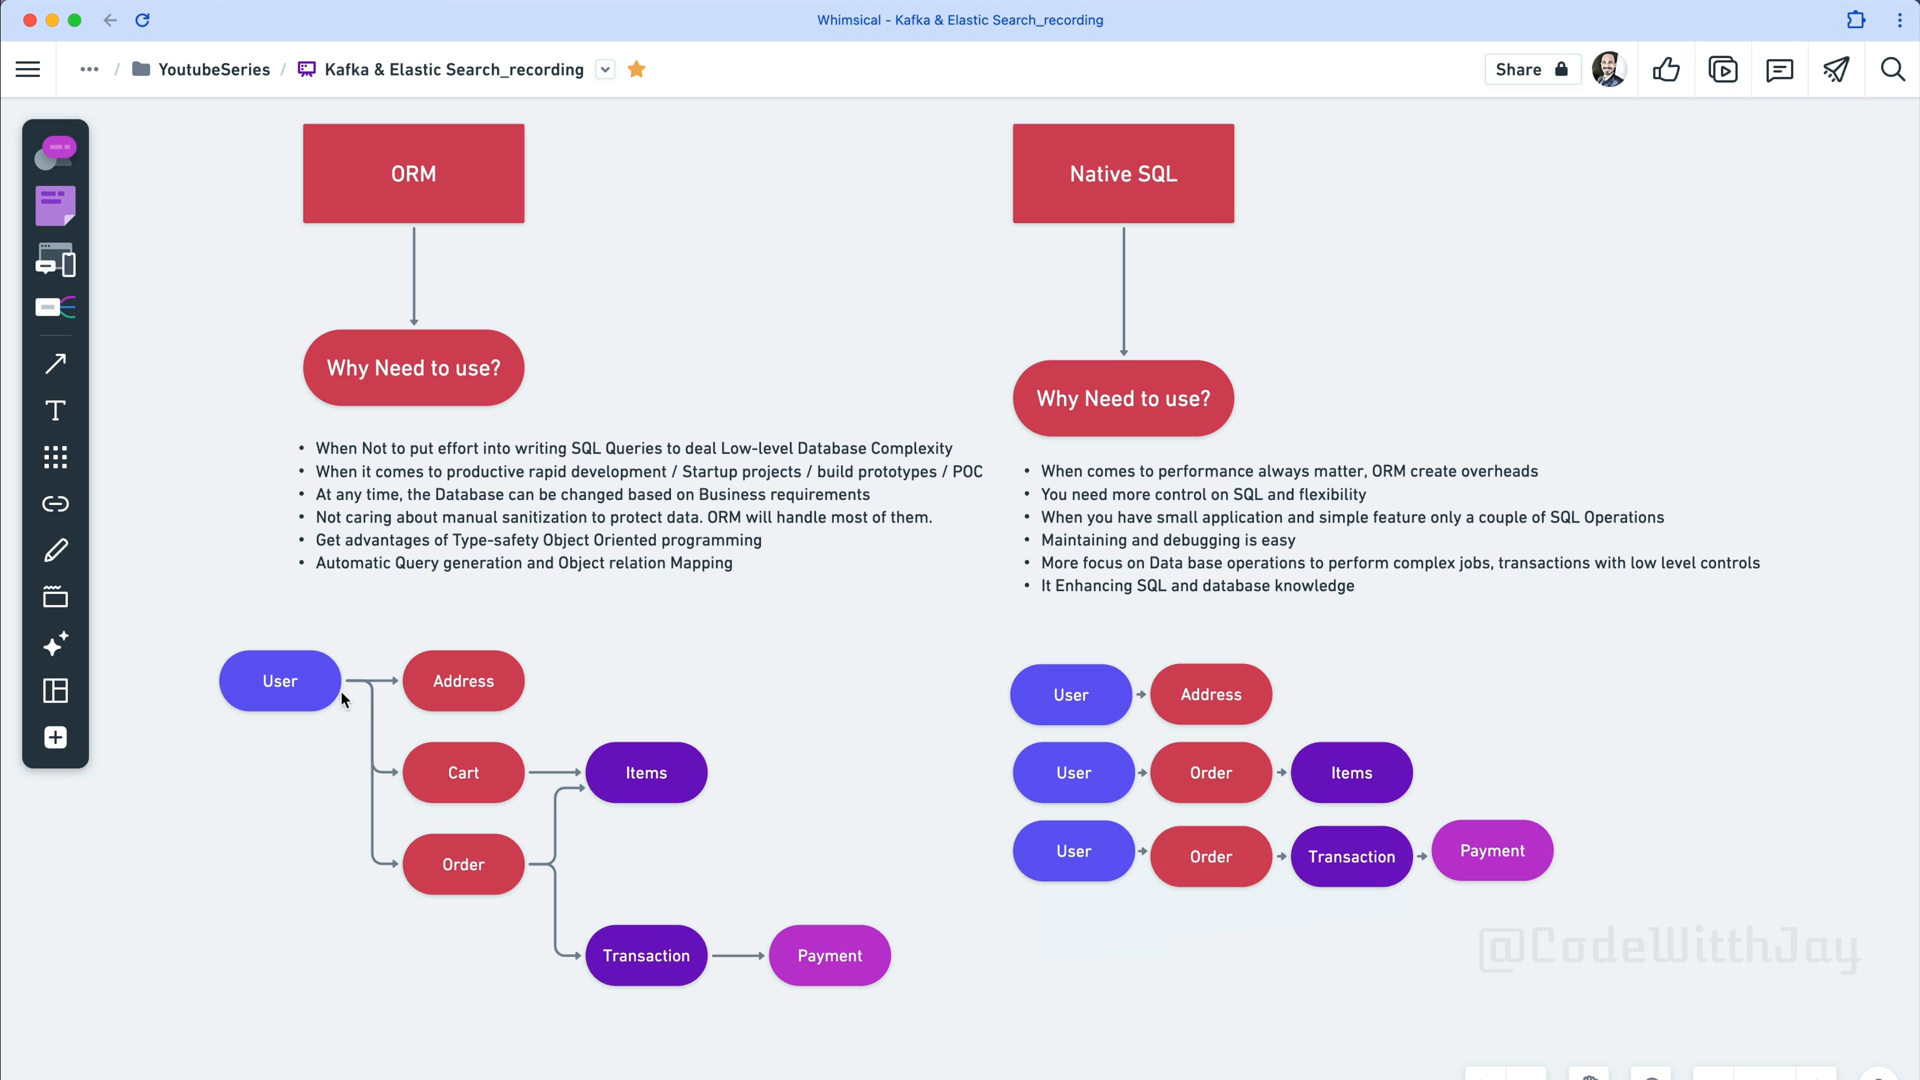 Whimsical - Kafka & Elastic Search_recording
••• / YoutubeSeries / Kafka & Elastic Search_recording
Share
ORM
Why Need to use?
• When Not to put effort into writing SQL Queries to deal Low-level Database Complexity
• When it comes to productive rapid development / Startup projects / build prototypes / POC
• At any time, the Database can be changed based on Business requirements
• Not caring about manual sanitization to protect data. ORM will handle most of them.
• Get advantages of Type-safety Object Oriented programming
• Automatic Query generation and Object relation Mapping
User
Address
Cart
Items
Order
Transaction
Payment
Native SQL
Why Need to use?
• When comes to performance always matter, ORM create overheads
• You need more control on SQL and flexibility
• When you have small application and simple feature only a couple of SQL Operations
• Maintaining and debugging is easy
• More focus on Data base operations to perform complex jobs, transactions with low level controls
• It Enhancing SQL and database knowledge
User Address
User Order Items
User Order Transaction Payment
@CodeWitthJay